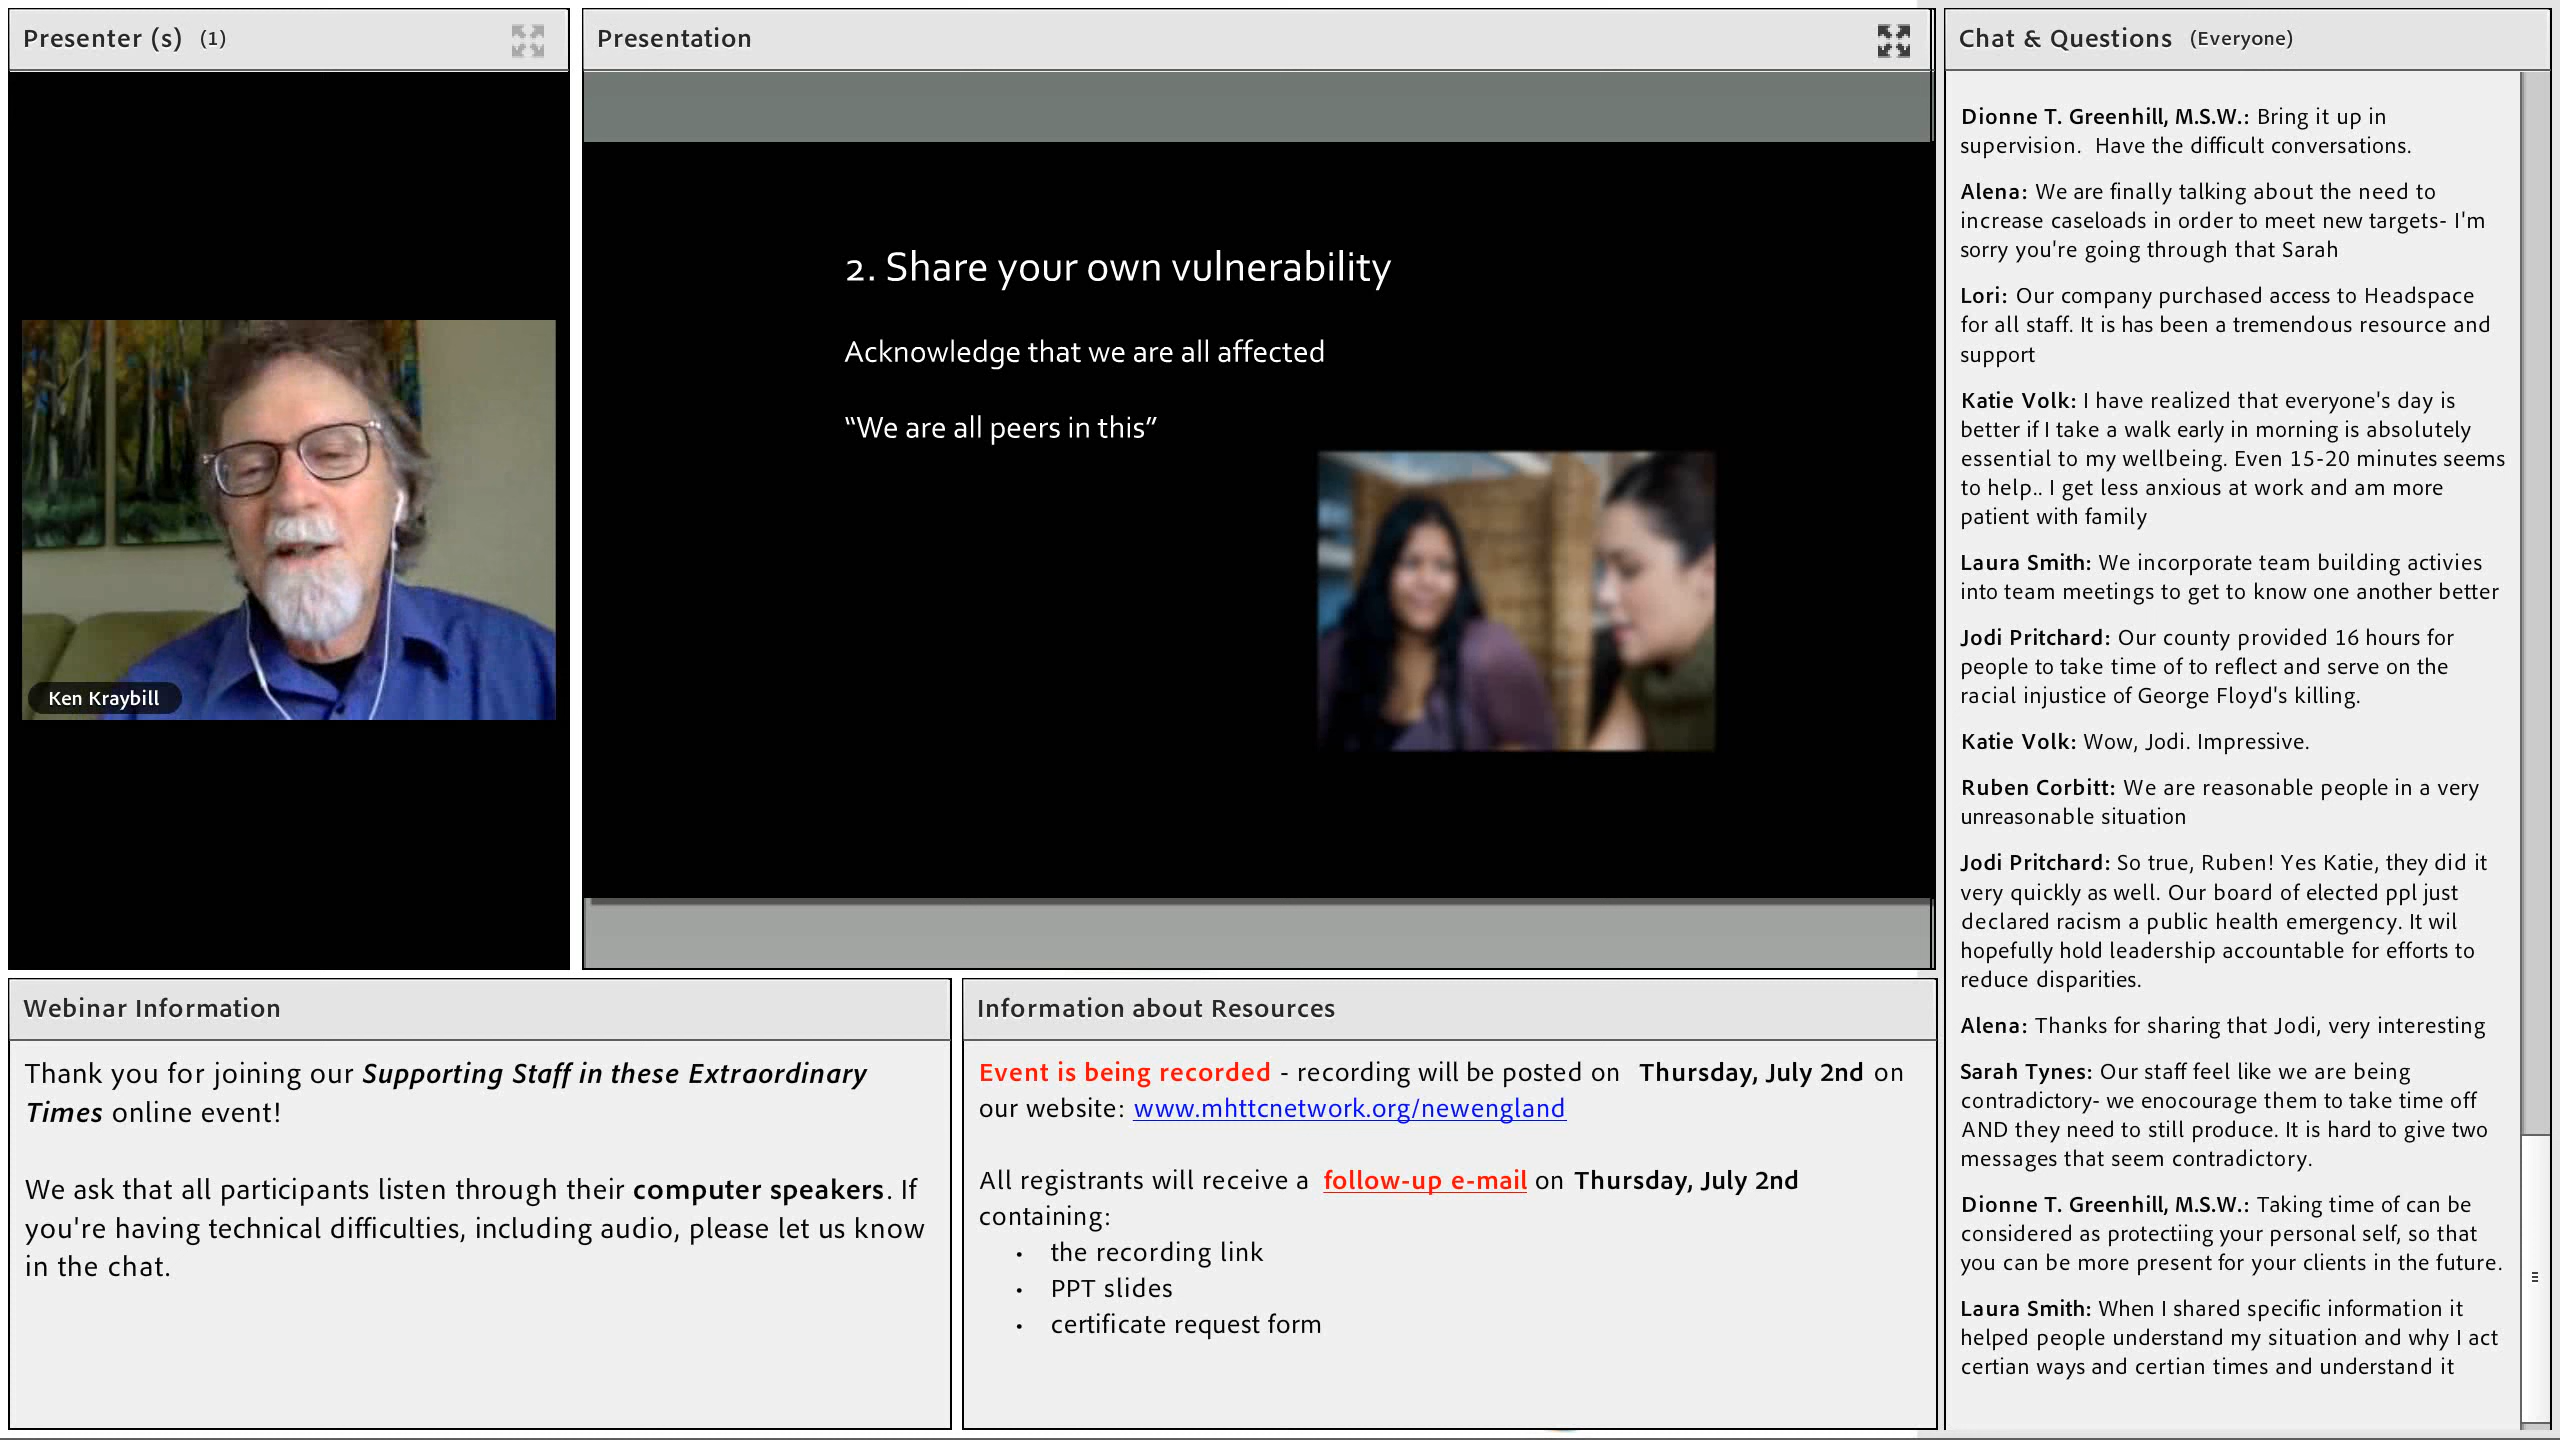 Presenter (s) (1)
Ken Kraybill
Presentation
2. Share your own vulnerability
Acknowledge that we are all affected
“We are all peers in this”
Webinar Information
Thank you for joining our Supporting Staff in these Extraordinary
Times online event!
We ask that all participants listen through their computer speakers. If
you're having technical difficulties, including audio, please let us know
in the chat.
Information about Resources
Event is being recorded - recording will be posted on Thursday, July 2nd on
our website: www.mhttcnetwork.org/newengland
All registrants will receive a follow-up e-mail on Thursday, July 2nd
containing:
• the recording link
• PPT slides
• certificate request form
Chat & Questions (Everyone)
Dionne T. Greenhill, M.S.W.: Bring it up in
supervision. Have the difficult conversations.
Alena: We are finally talking about the need to
increase caseloads in order to meet new targets- I'm
sorry you're going through that Sarah
Lori: Our company purchased access to Headspace
for all staff. It is has been a tremendous resource and
support
Katie Volk: I have realized that everyone's day is
better if I take a walk early in morning is absolutely
essential to my wellbeing. Even 15-20 minutes seems
to help.. I get less anxious at work and am more
patient with family
Laura Smith: We incorporate team building activies
into team meetings to get to know one another better
Jodi Pritchard: Our county provided 16 hours for
people to take time of to reflect and serve on the
racial injustice of George Floyd's killing.
Katie Volk: Wow, Jodi. Impressive.
Ruben Corbitt: We are reasonable people in a very
unreasonable situation
Jodi Pritchard: So true, Ruben! Yes Katie, they did it
very quickly as well. Our board of elected ppl just
declared racism a public health emergency. It wil
hopefully hold leadership accountable for efforts to
reduce disparities.
Alena: Thanks for sharing that Jodi, very interesting
Sarah Tynes: Our staff feel like we are being
contradictory- we enocourage them to take time off
AND they need to still produce. It is hard to give two
messages that seem contradictory.
Dionne T. Greenhill, M.S.W.: Taking time of can be
considered as protectiing your personal self, so that
you can be more present for your clients in the future.
Laura Smith: When I shared specific information it
helped people understand my situation and why I act
certian ways and certian times and understand it